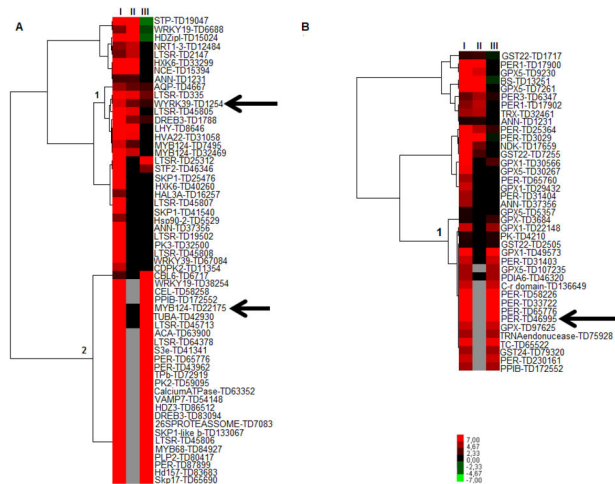 A
I II III
STP-TD19047
WRKY19-TD6688
HDZipI-TD15024
NRT1-3-TD12484
LTSR-TD2147
HXK6-TD33299
NCE-TD15394
ANN-TD1231
AQP-TD4667
1
LTSR-TD335
WYRK39-TD1254
LTSR-TD45805
DREB3-TD1788
LHY-TD8646
HVA22-TD31058
MYB124-TD7495
MYB124-TD32469
LTSR-TD25312
STF2-TD46346
SKP1-TD25476
HXK6-TD40260
HAL3A-TD16257
LTSR-TD45807
SKP1-TD41540
Hsp90-2-TD5529
ANN-TD37356
LTSR-TD19502
PK3-TD32500
LTSR-TD45808
WRKY39-TD67084
CDPK2-TD11354
CBL6-TD6717
WRKY19-TD38254
CEL-TD58258
PPIB-TD172552
MYB124-TD22175
TUBA-TD42930
LTSR-TD45713
ACA-TD63900
2
LTSR-TD64378
S3e-TD41341
PER-TD65776
PER-TD43962
TPb-TD72919
PK2-TD59095
CalciumATPase-TD63352
VAMP7-TD54148
HDZ3-TD86512
DREB3-TD83094
26SPROTEASSOME-TD7083
SKP1-like b-TD133067
LTSR-TD45806
MYB68-TD84927
PLP2-TD80417
PER-TD87899
Hd157-TD83683
Skp17-TD65690
B
I II III
GST22-TD1717
PER1-TD17900
GPX5-TD9230
BS-TD13251
GPX5-TD7261
PER3-TD6347
PER1-TD17902
TRX-TD32461
ANN-TD1231
PER-TD25364
PER-TD3029
NDK-TD17659
GST22-TD7255
GPX1-TD30566
GPX5-TD30267
PER-TD65760
GPX1-TD29432
PER-TD31404
ANN-TD37356
GPX5-TD5357
GPX-TD3684
1
GPX1-TD22148
PK-TD4210
GST22-TD2505
GPX1-TD49573
PER-TD31403
GPX5-TD107235
PDIA6-TD46320
C-r domain-TD136649
PER-TD58226
PER-TD33722
PER-TD65776
PER-TD46995
GPX-TD97625
TRNAendonucease-TD75928
TC-TD65522
GST24-TD79320
PER-TD230161
PPIB-TD172552
7,00
4,67
2,33
0,00
-2,33
-4,67
-7,00